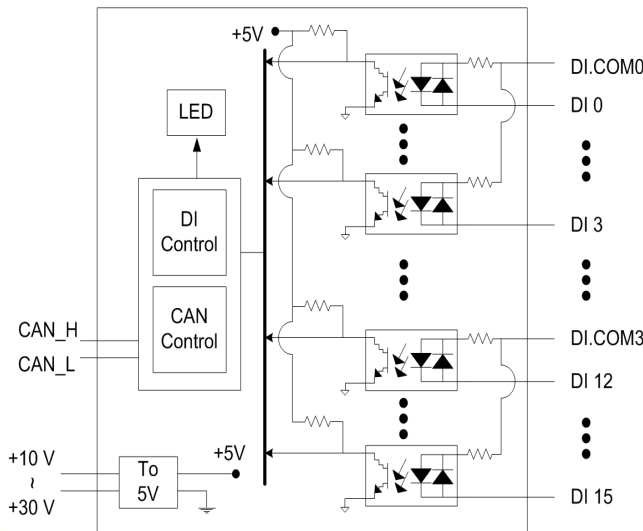 +5V
DI.COM0
LED
DI 0
DI
Control
DI 3
CAN
Control
CAN_H
CAN_L
DI.COM3
DI 12
+10 V
~
+30 V
To
5V
+5V
DI 15